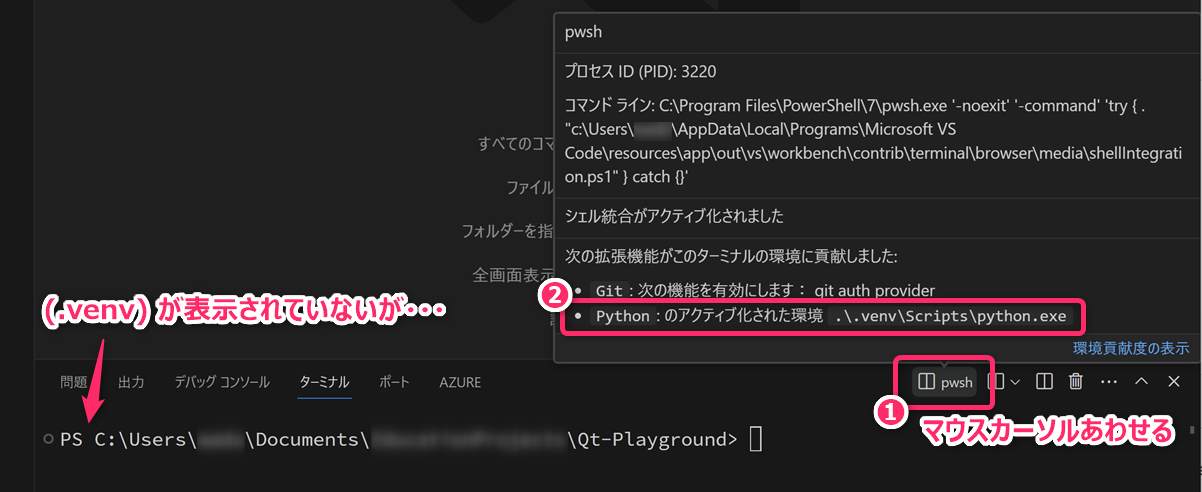 pwsh
プロセス ID (PID): 3220
コマンド ライン: C:\Program Files\PowerShell\7\pwsh.exe '-noexit' '-command' 'try { .
"c:\Users\ \AppData\Local\Programs\Microsoft VS
Code\resources\app\out\vs\workbench\contrib\terminal\browser\media\shellIntegrati
on.ps1" } catch {}'
シェル統合がアクティブ化されました
次の拡張機能がこのターミナルの環境に貢献しました:
② • Git : 次の機能を有効にします： git auth provider
• Python : のアクティブ化された環境 .\.venv\Scripts\python.exe
環境貢献度の表示
すべてのコマ
ファイル
フォルダーを指
全画面表示
(.venv) が表示されていないが・・・
問題 出力 デバッグ コンソール ターミナル ポート AZURE
pwsh
① マウスカーソルあわせる
PS C:\Users\ \Documents\ \Qt-Playground>